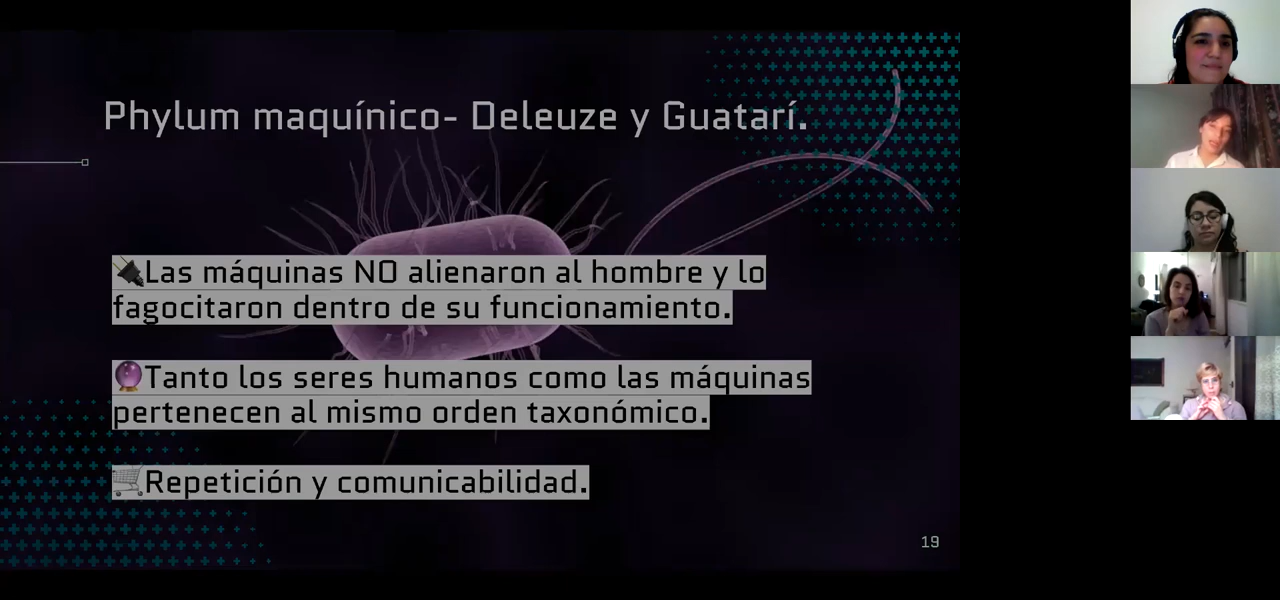 Phylum maquínico- Deleuze y Guatarí.
Las máquinas NO alienaron al hombre y lo
fagocitaron dentro de su funcionamiento.
Tanto los seres humanos como las máquinas
pertenecen al mismo orden taxonómico.
Repetición y comunicabilidad.
19